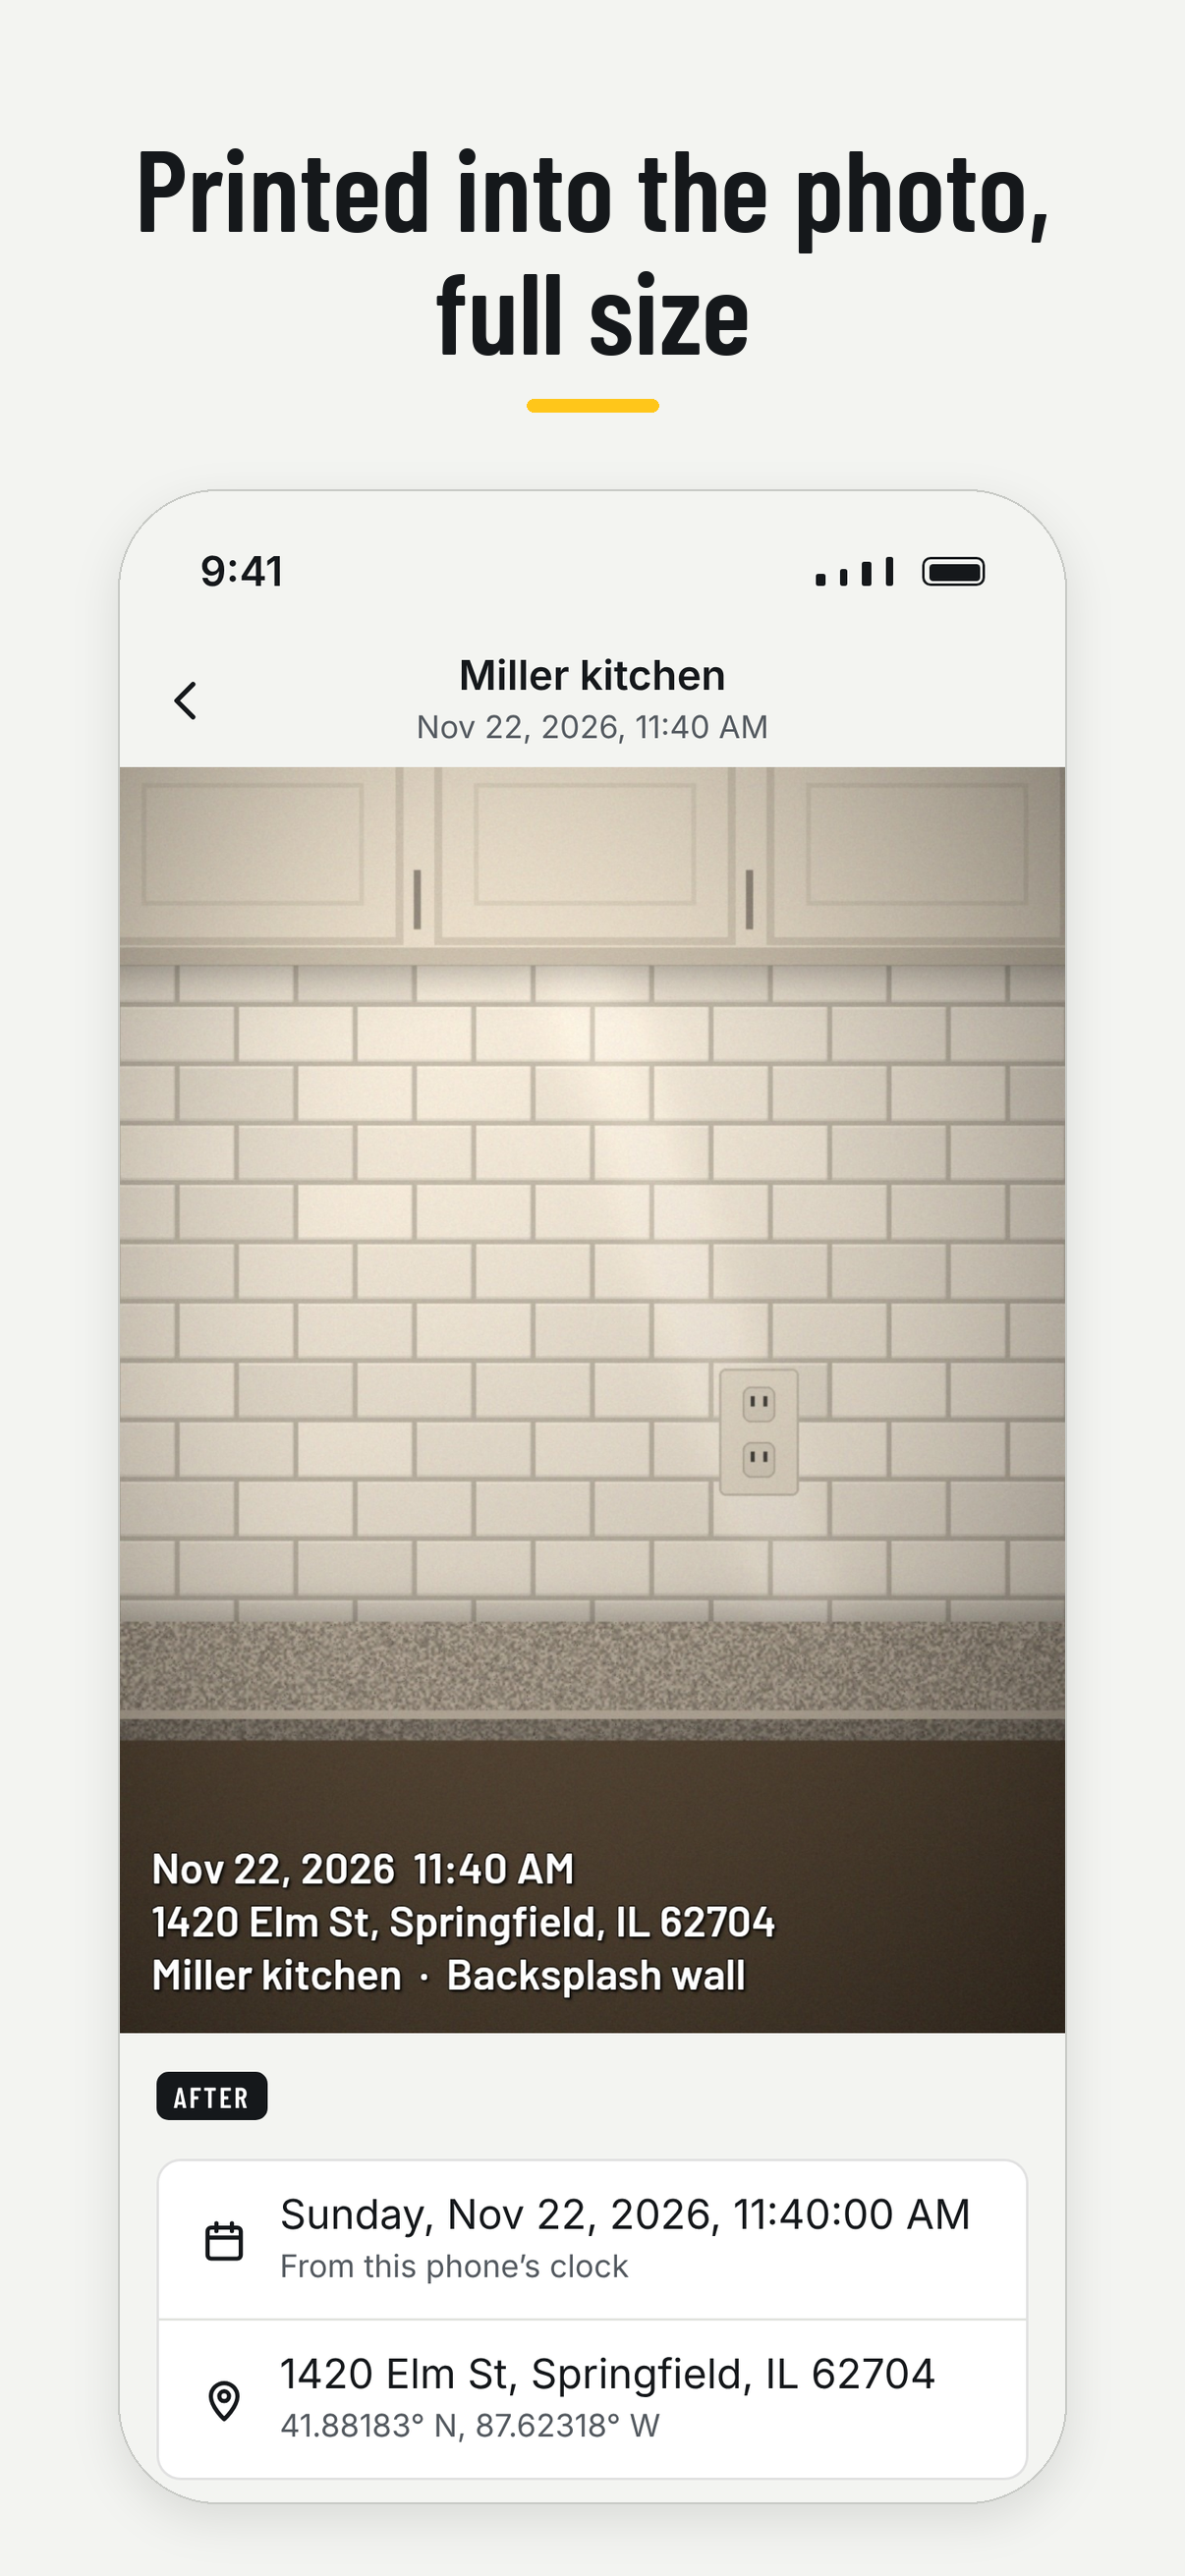 Printed into the photo,
full size
9:41
Miller kitchen
Nov 22, 2026, 11:40 AM
Nov 22, 2026  11:40 AM
1420 Elm St, Springfield, IL 62704
Miller kitchen · Backsplash wall
AFTER
Sunday, Nov 22, 2026, 11:40:00 AM
From this phone’s clock
1420 Elm St, Springfield, IL 62704
41.88183° N, 87.62318° W